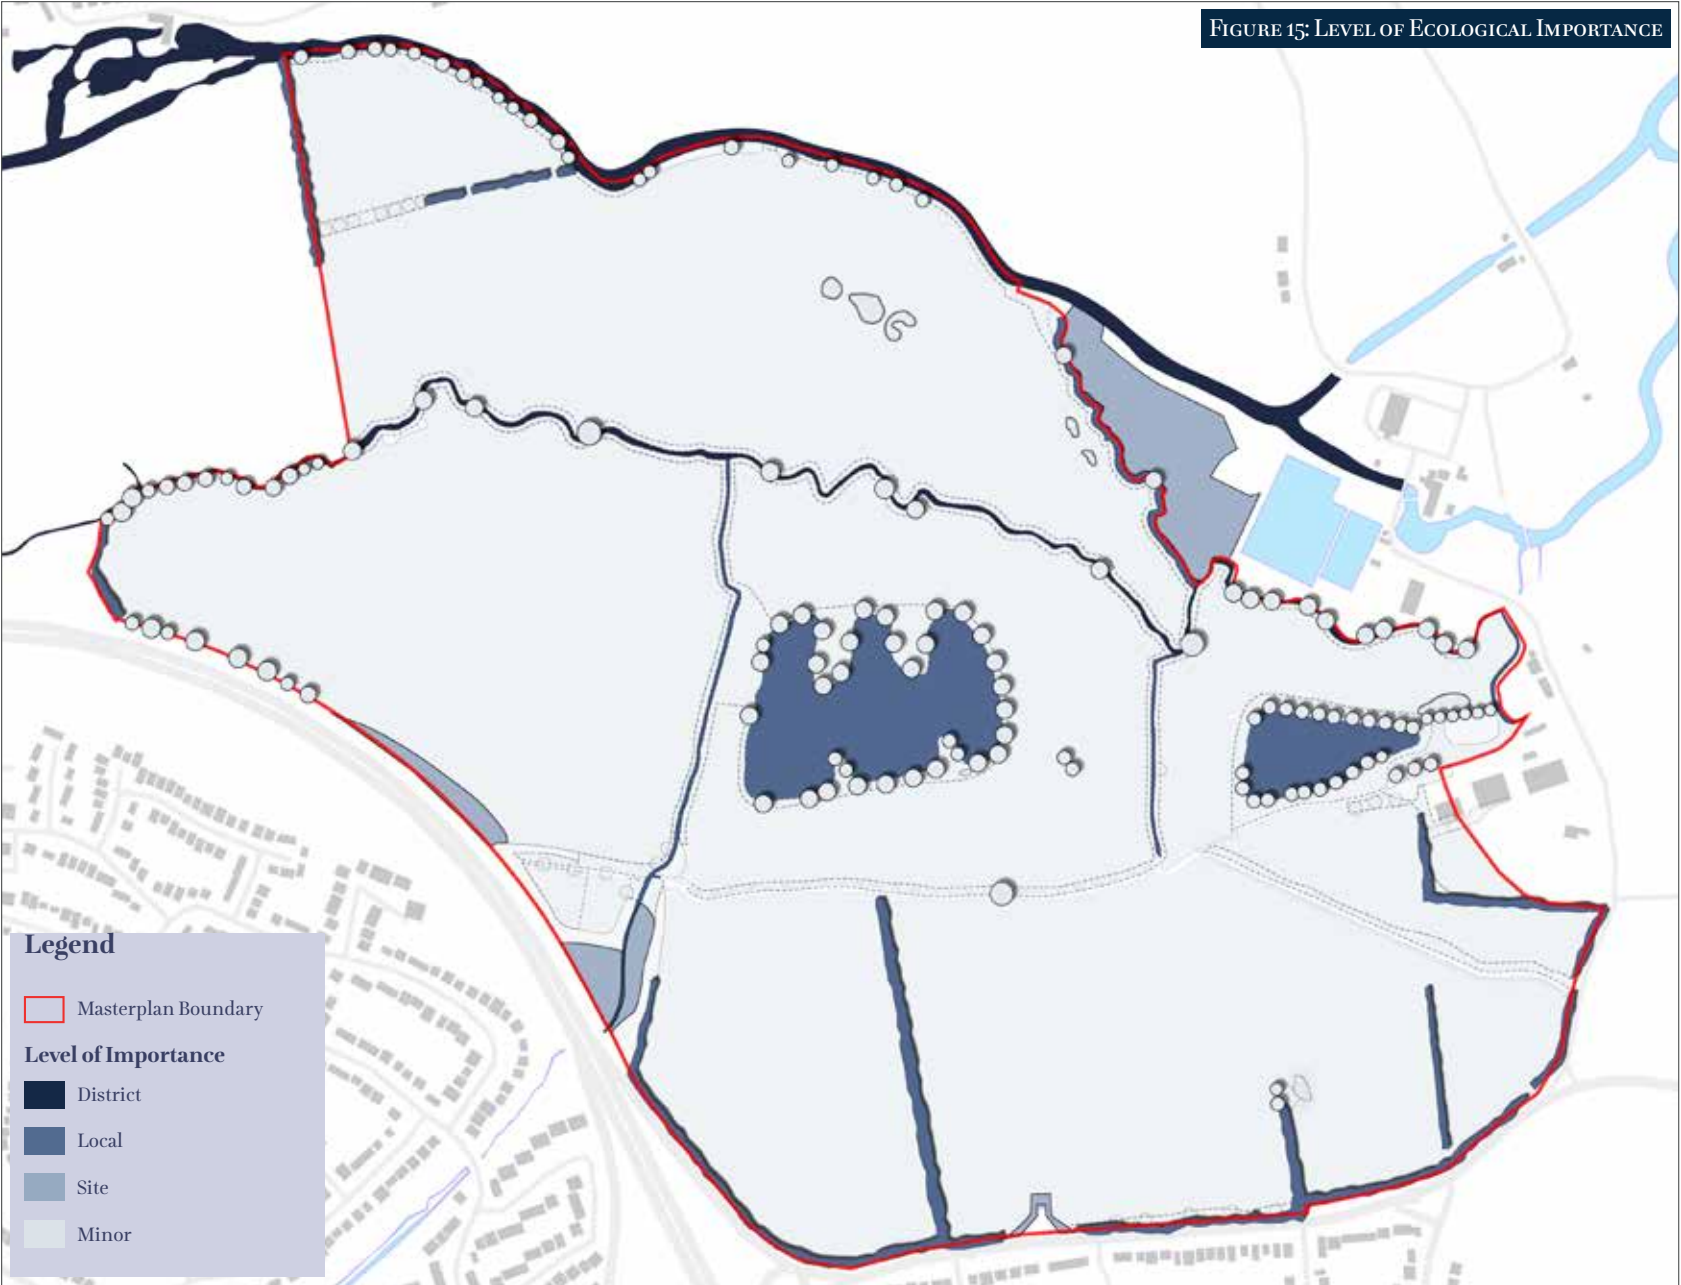 Figure 15: Level of Ecological Importance
Legend
Masterplan Boundary
Level of Importance
District
Local
Site
Minor